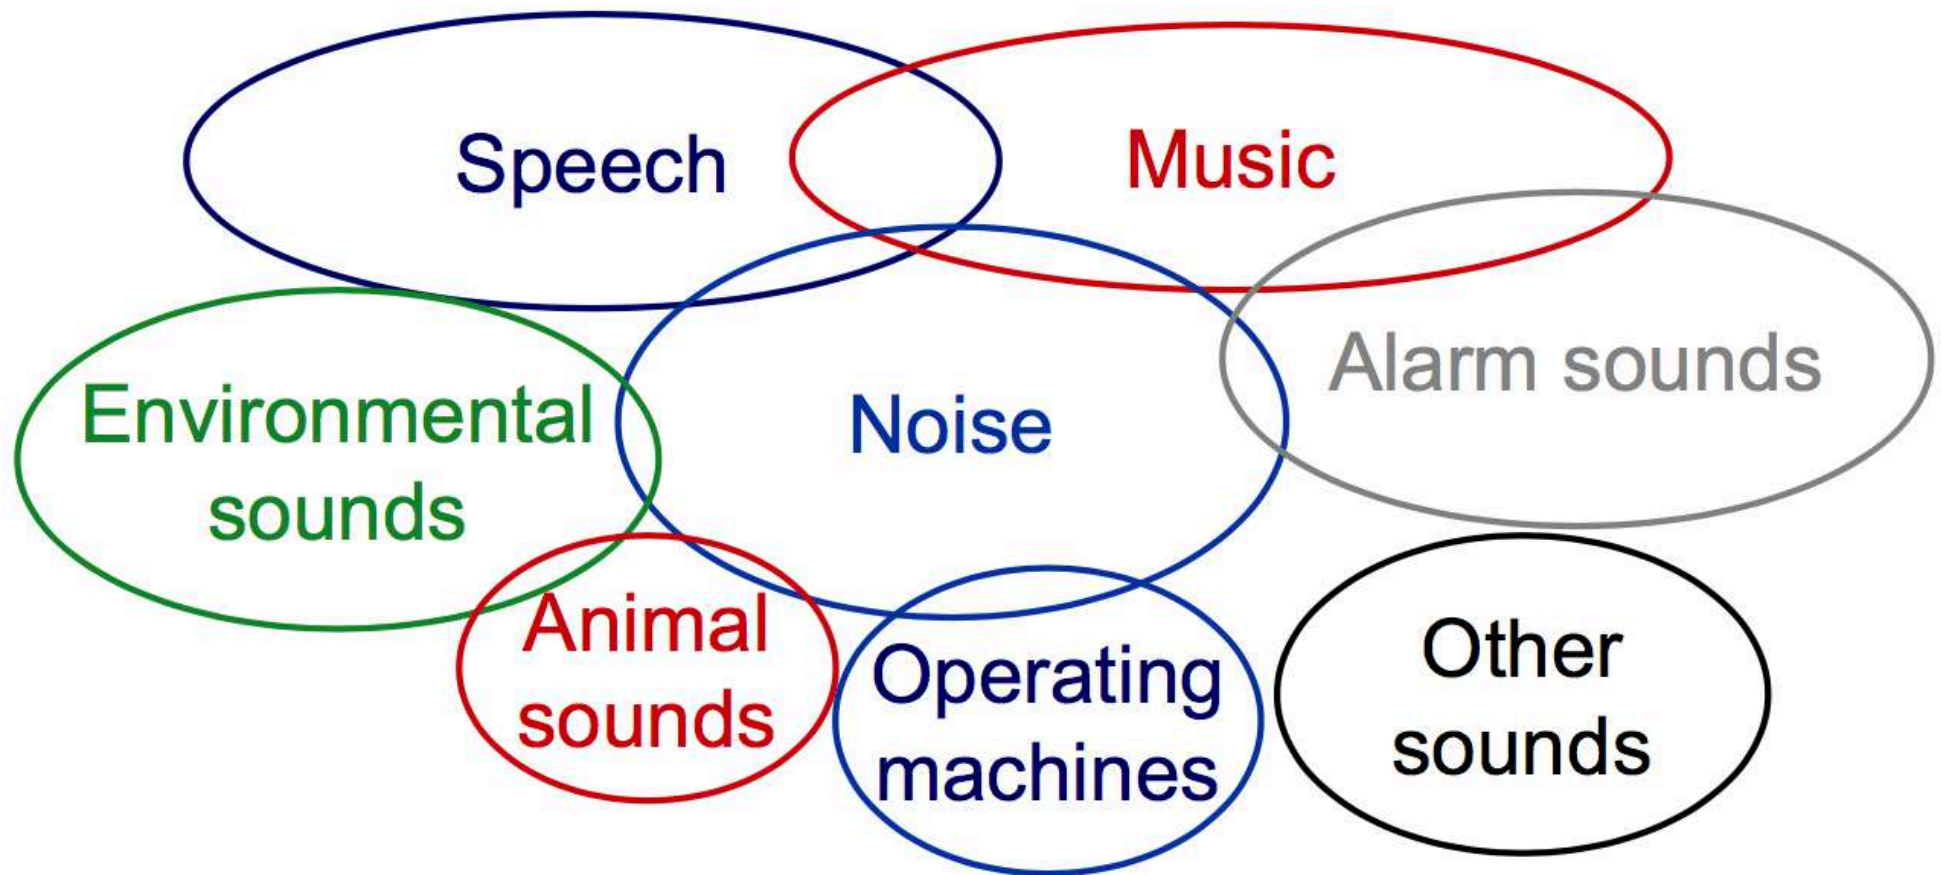 Speech
Music
Alarm sounds
Environmental
sounds
Noise
Animal
sounds
Operating
machines
Other
sounds